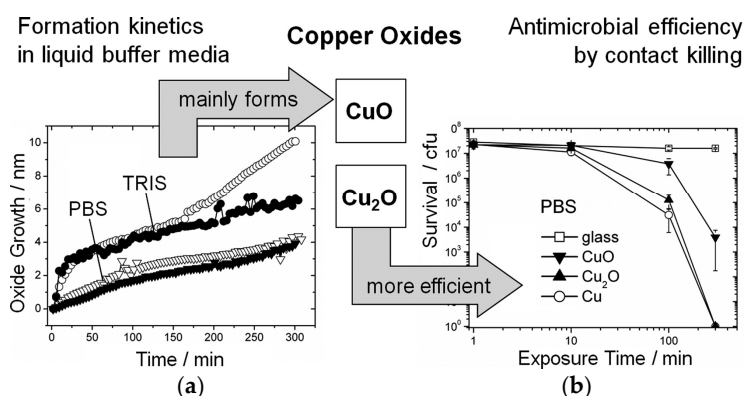 Formation kinetics
in liquid buffer media
Copper Oxides
Antimicrobial efficiency
by contact killing
mainly forms
CuO
Cu2O
more efficient
Oxide Growth / nm
10
8
6
4
2
0
TRIS
PBS
0 50 100 150 200 250 300
Time / min
(a)
Survival / cfu
10^8
10^7
10^6
10^5
10^4
10^3
10^2
10^1
10^0
PBS
glass
CuO
Cu2O
Cu
1 10 100
Exposure Time / min
(b)